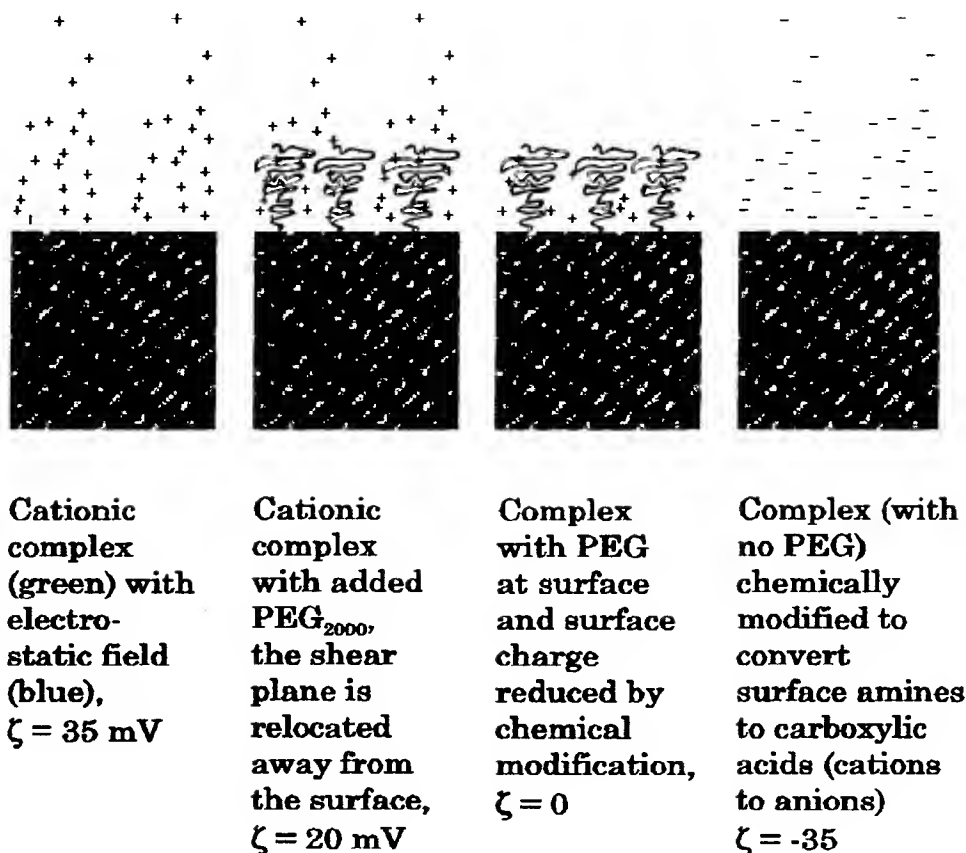 Cationic
complex
(green) with
electro-
static field
(blue),
ζ = 35 mV
Cationic
complex
with added
PEG₂₀₀₀,
the shear
plane is
relocated
away from
the surface,
ζ = 20 mV
Complex
with PEG
at surface
and surface
charge
reduced by
chemical
modification,
ζ = 0
Complex (with
no PEG)
chemically
modified to
convert
surface amines
to carboxylic
acids (cations
to anions)
ζ = -35